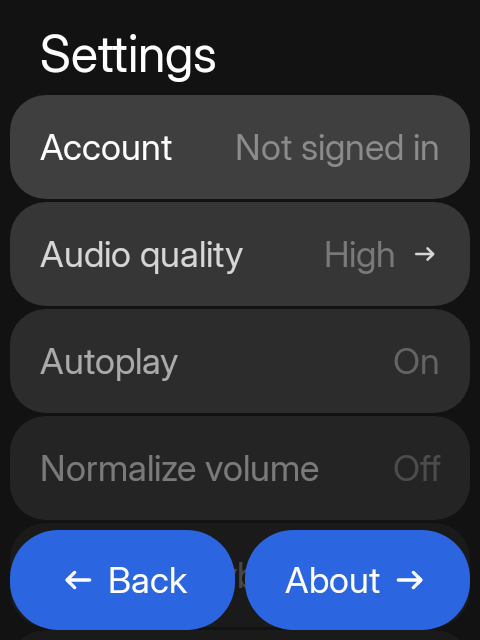 Settings
Account Not signed in
Audio quality High →
Autoplay On
Normalize volume Off
← Back About →